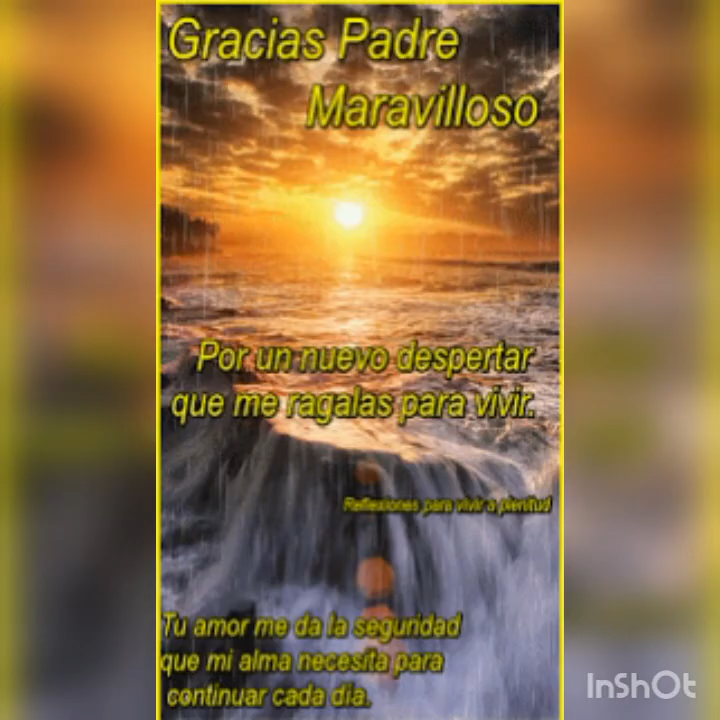 Gracias Padre
Maravilloso
Por un nuevo despertar
que me ragalas para vivir.
Reflexiones para vivir a plenitud
Tu amor me da la seguridad
que mi alma necesita para
continuar cada día.
InShOt